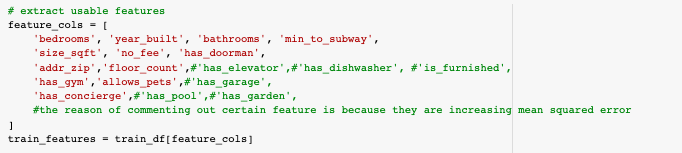 # extract usable features
feature_cols = [
    'bedrooms', 'year_built', 'bathrooms', 'min_to_subway',
    'size_sqft', 'no_fee', 'has_doorman',
    'addr_zip','floor_count',#'has_elevator',#'has_dishwasher', #'is_furnished',
    'has_gym','allows_pets',#'has_garage',
    'has_concierge',#'has_pool',#'has_garden',
    #the reason of commenting out certain feature is because they are increasing mean squared error
]
train_features = train_df[feature_cols]